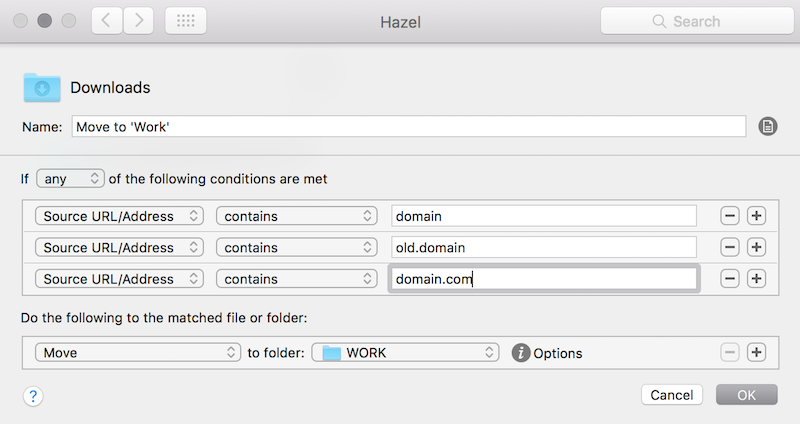 Hazel
Search
Downloads
Name: Move to 'Work'
If any of the following conditions are met
Source URL/Address contains domain
Source URL/Address contains old.domain
Source URL/Address contains domain.com
Do the following to the matched file or folder:
Move to folder: WORK i Options
? Cancel OK